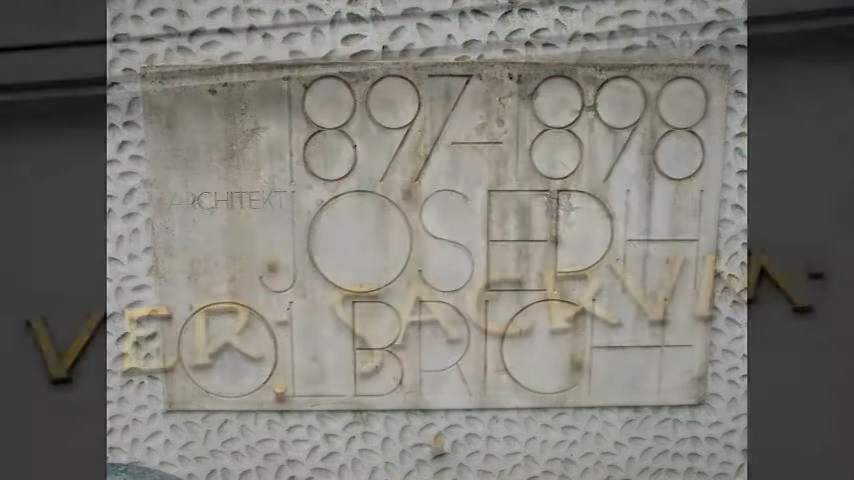 1897-1898
ARCHITEKT
JOSEPH
OLBRICH
VER·SACRVM·